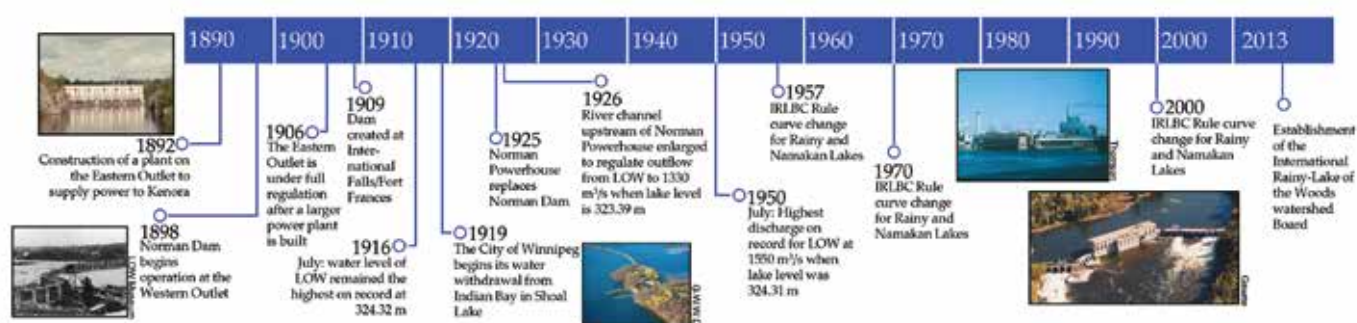 1890 1900 1910 1920 1930 1940 1950 1960 1970 1980 1990 2000 2013
1892
Construction of a plant on
the Eastern Outlet to
supply power to Kenora
1898
Norman Dam
begins
operation at the
Western Outlet
1906
The Eastern
Outlet is
under full
regulation
after a larger
power plant
is built
1909
Dam
created at
Inter-
national
Falls/Fort
Frances
1916
July: water level of
LOW remained the
highest on record at
324.32 m
1919
The City of Winnipeg
begins its water
withdrawal from
Indian Bay in Shoal
Lake
1925
Norman
Powerhouse
replaces
Norman Dam
1926
River channel
upstream of Norman
Powerhouse enlarged
to regulate outflow
from LOW to 1330
m³/s when lake level
is 323.39 m
1950
July: Highest
discharge on
record for LOW at
1550 m³/s when
lake level was
324.31 m
1957
IRLBC Rule
curve change
for Rainy and
Namakan Lakes
1970
IRLBC Rule
curve change
for Rainy and
Namakan Lakes
2000
IRLBC Rule curve
change for Rainy
and Namakan
Lakes
Establishment
of the
International
Rainy-Lake of
the Woods
watershed
Board